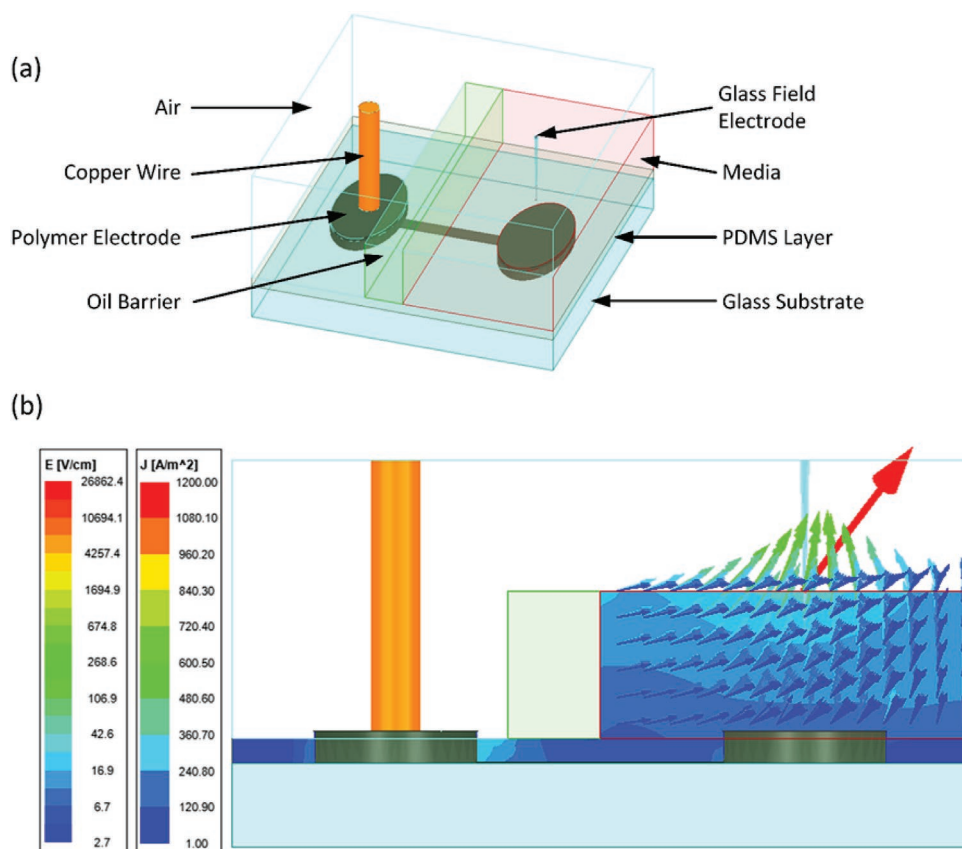 (a)
Air
Copper Wire
Polymer Electrode
Oil Barrier
Glass Field
Electrode
Media
PDMS Layer
Glass Substrate
(b)
E [V/cm]
26862.4
10694.1
4257.4
1694.9
674.8
268.6
106.9
42.6
16.9
6.7
2.7
J [A/m^2]
1200.00
1080.10
960.20
840.30
720.40
600.50
480.60
360.70
240.80
120.90
1.00